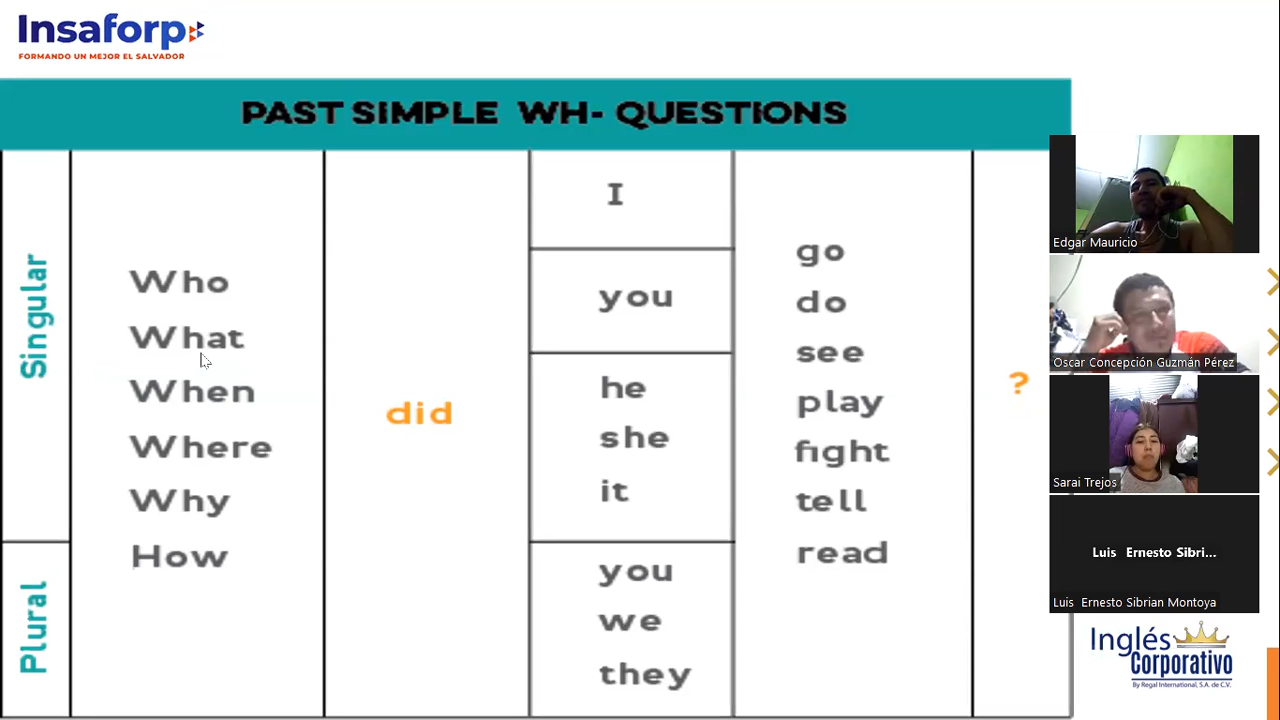 Insaforp
FORMANDO UN MEJOR EL SALVADOR
PAST SIMPLE WH- QUESTIONS
Singular
Plural
Who
What
When
Where
Why
How
did
I
you
he
she
it
you
we
they
go
do
see
play
fight
tell
read
?
Edgar Mauricio
Oscar Concepción Guzmán Pérez
Sarai Trejos
Luis Ernesto Sibri...
Luis Ernesto Sibrian Montoya
Inglés
Corporativo
By Regal International, S.A. de C.V.